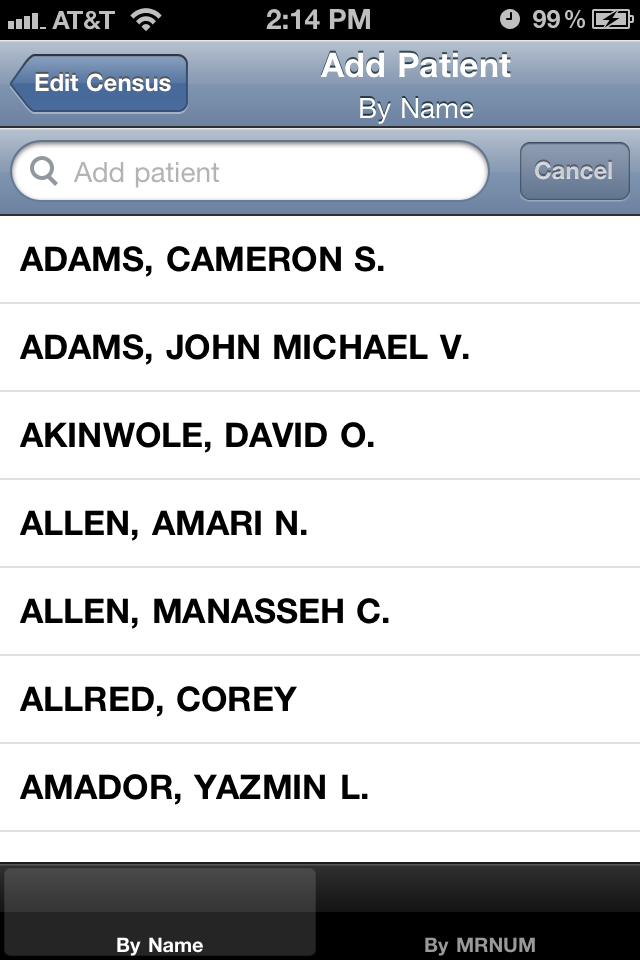 AT&T 2:14 PM 99%
Edit Census
Add Patient
By Name
Add patient
Cancel
ADAMS, CAMERON S.
ADAMS, JOHN MICHAEL V.
AKINWOLE, DAVID O.
ALLEN, AMARI N.
ALLEN, MANASSEH C.
ALLRED, COREY
AMADOR, YAZMIN L.
By Name
By MRNUM